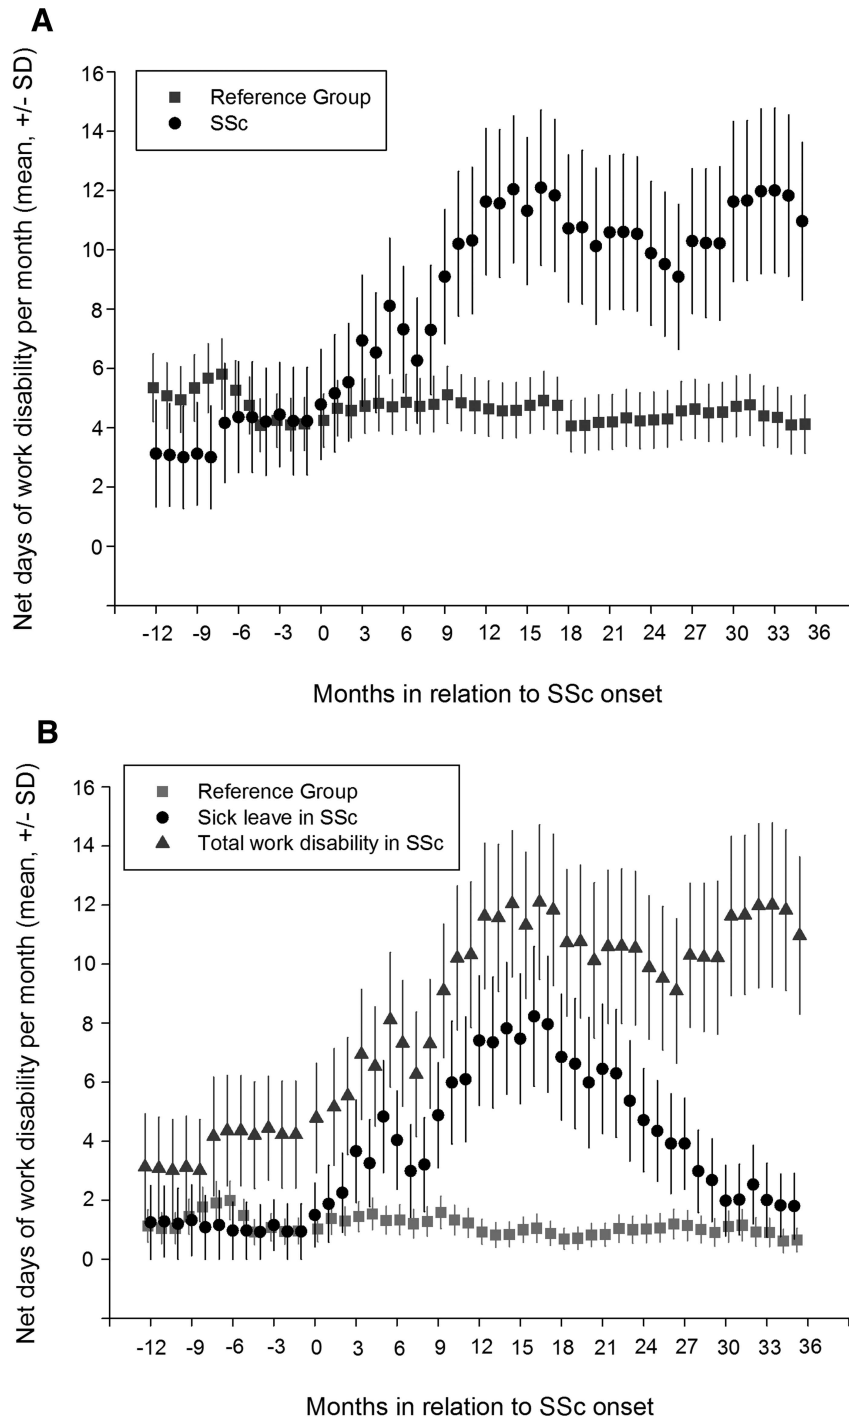 A
Net days of work disability per month (mean, +/- SD)
16
14
12
10
8
6
4
2
0
Reference Group
SSc
-12 -9 -6 -3 0 3 6 9 12 15 18 21 24 27 30 33 36
Months in relation to SSc onset
B
Net days of work disability per month (mean, +/- SD)
16
14
12
10
8
6
4
2
0
Reference Group
Sick leave in SSc
Total work disability in SSc
-12 -9 -6 -3 0 3 6 9 12 15 18 21 24 27 30 33 36
Months in relation to SSc onset